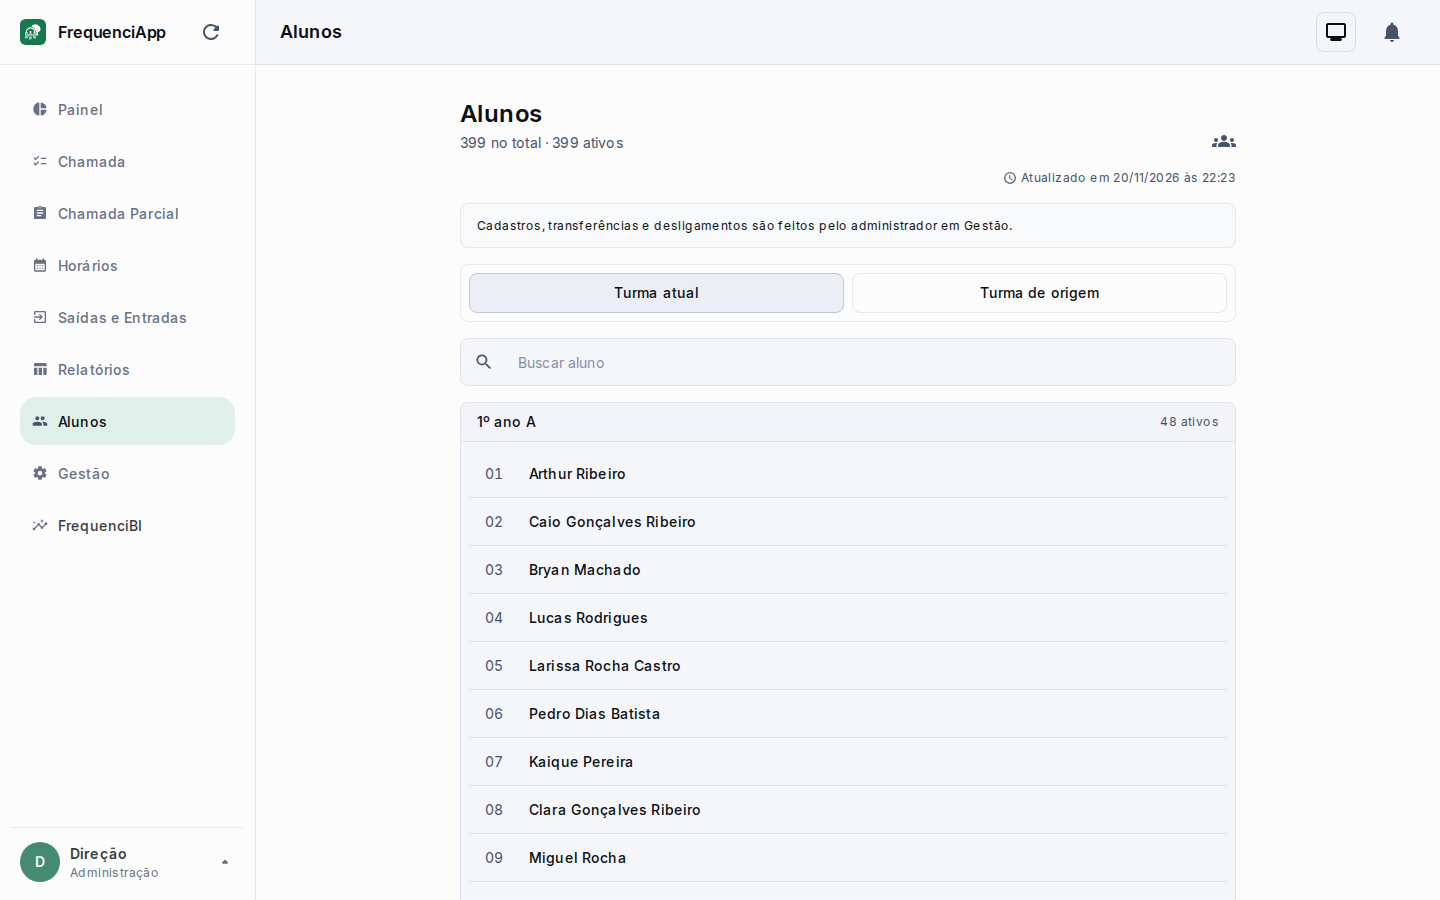 FrequenciApp
Alunos
Painel
Chamada
Chamada Parcial
Horários
Saídas e Entradas
Relatórios
Alunos
Gestão
FrequenciBI
D
Direção
Administração
Alunos
399 no total · 399 ativos
Atualizado em 20/11/2026 às 22:23
Cadastros, transferências e desligamentos são feitos pelo administrador em Gestão.
Turma atual
Turma de origem
Buscar aluno
1º ano A
48 ativos
01 Arthur Ribeiro
02 Caio Gonçalves Ribeiro
03 Bryan Machado
04 Lucas Rodrigues
05 Larissa Rocha Castro
06 Pedro Dias Batista
07 Kaique Pereira
08 Clara Gonçalves Ribeiro
09 Miguel Rocha